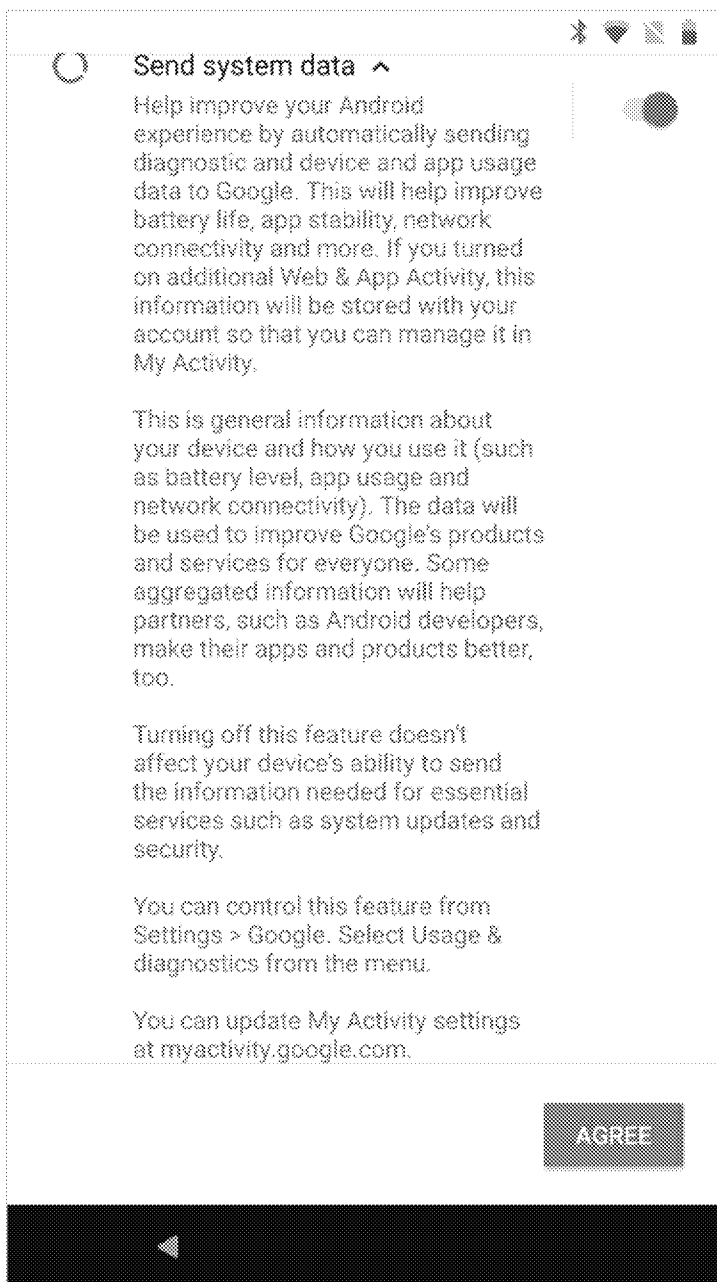 Send system data
Help improve your Android
experience by automatically sending
diagnostic and device and app usage
data to Google. This will help improve
battery life, app stability, network
connectivity and more. If you turned
on additional Web & App Activity, this
information will be stored with your
account so that you can manage it in
My Activity.
This is general information about
your device and how you use it (such
as battery level, app usage and
network connectivity). The data will
be used to improve Google's products
and services for everyone. Some
aggregated information will help
partners, such as Android developers,
make their apps and products better,
too.
Turning off this feature doesn't
affect your device's ability to send
the information needed for essential
services such as system updates and
security.
You can control this feature from
Settings > Google. Select Usage &
diagnostics from the menu.
You can update My Activity settings
at myactivity.google.com.
AGREE